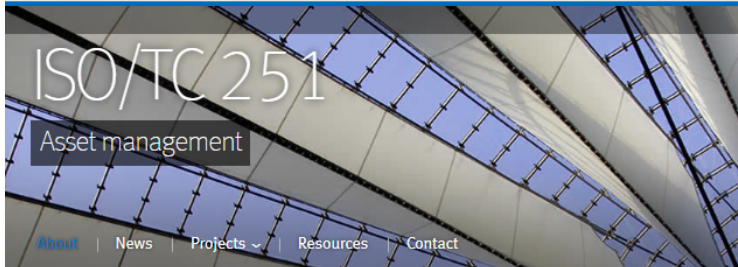 ISO/TC 251
Asset management
About | News | Projects | Resources | Contact